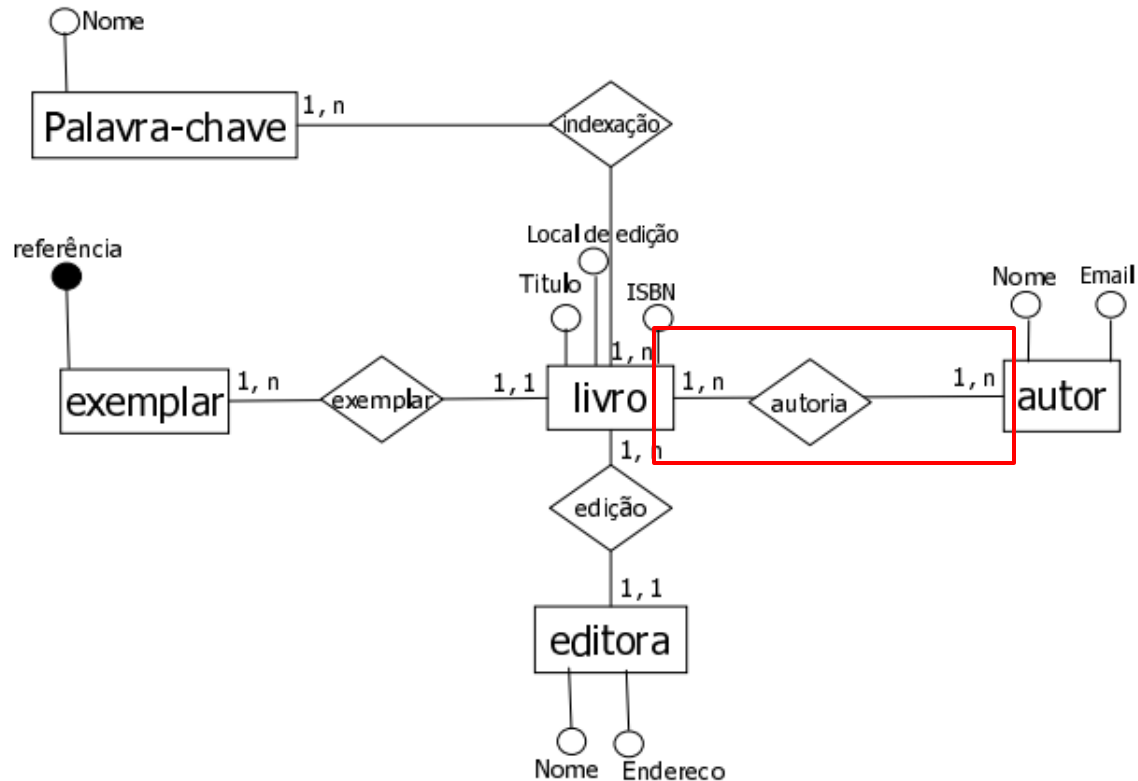 Nome
Palavra-chave
1, n
indexação
referência
Local de edição
Titulo
ISBN
Nome
Email
1, n
exemplar
1, n
exemplar
1, 1
livro
1, n
autoria
1, n
autor
1, n
edição
1, 1
editora
Nome
Endereco